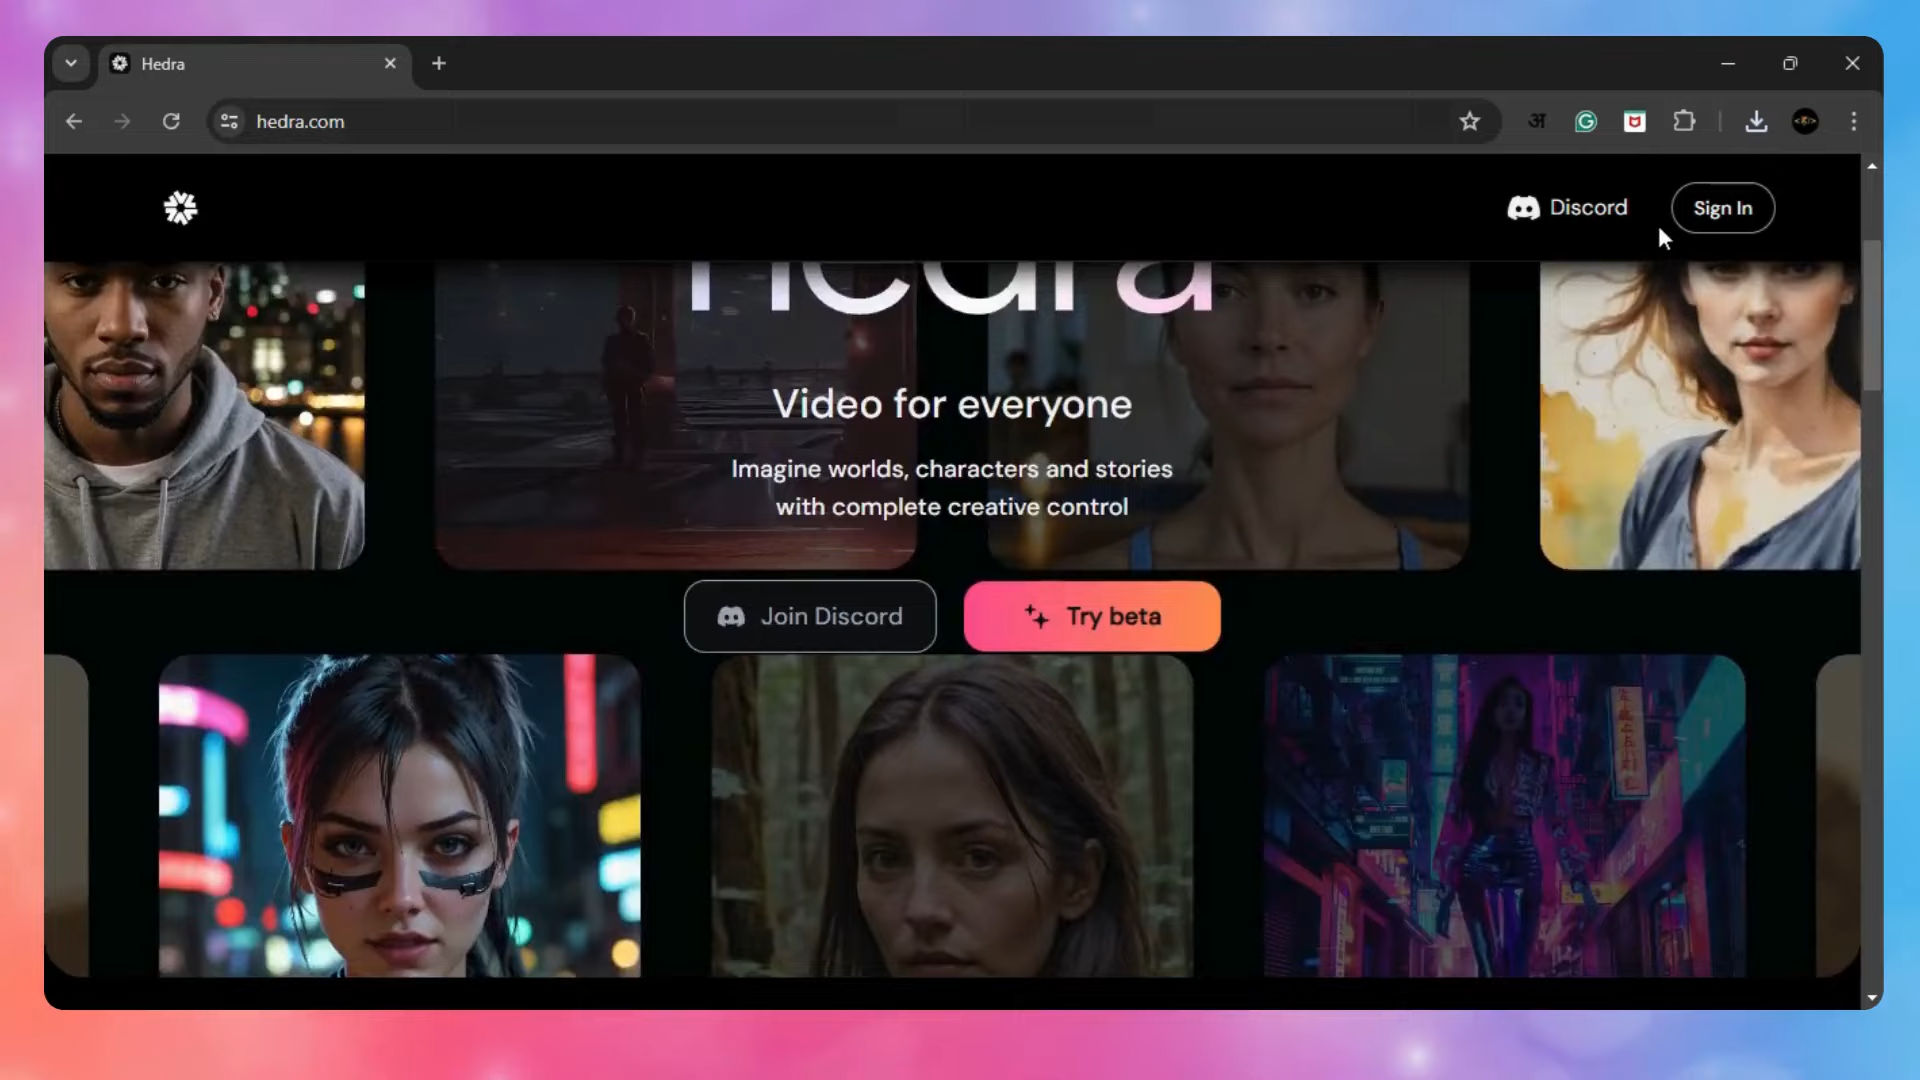 Hedra
hedra.com
अ
Discord
Sign In
Hedra
Video for everyone
Imagine worlds, characters and stories
with complete creative control
Join Discord
Try beta